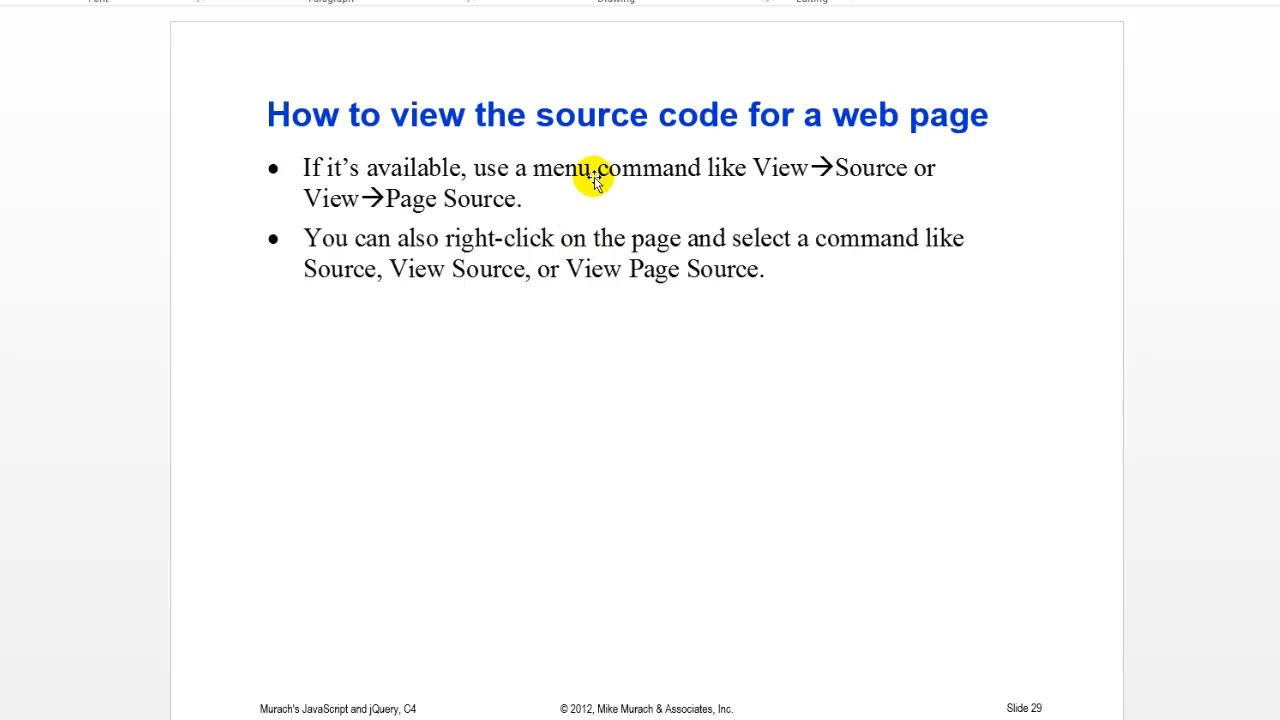 How to view the source code for a web page
• If it's available, use a menu command like View→Source or
View→Page Source.
• You can also right-click on the page and select a command like
Source, View Source, or View Page Source.
Murach's JavaScript and jQuery, C4 © 2012, Mike Murach & Associates, Inc. Slide 29